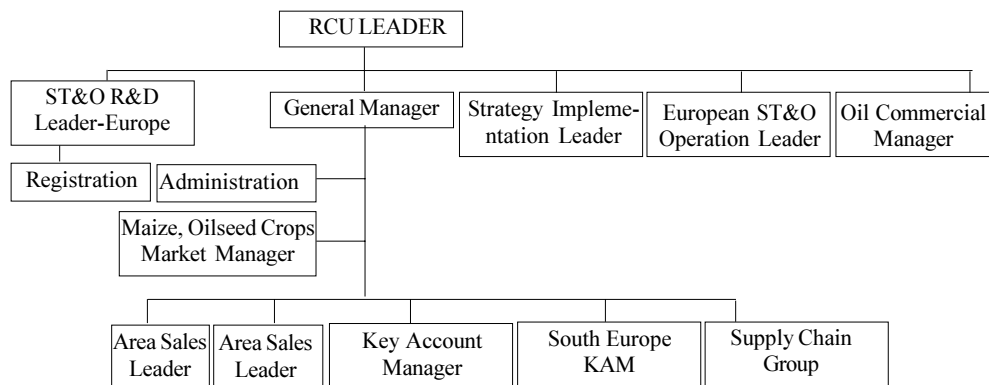 RCU LEADER
ST&O R&D
Leader-Europe
General Manager
Strategy Imple-
ntation Leader
European ST&O
Operation Leader
Oil Commercial
Manager
Registration
Administration
Maize, Oilseed Crops
Market Manager
Area Sales
Leader
Area Sales
Leader
Key Account
Manager
South Europe
KAM
Supply Chain
Group